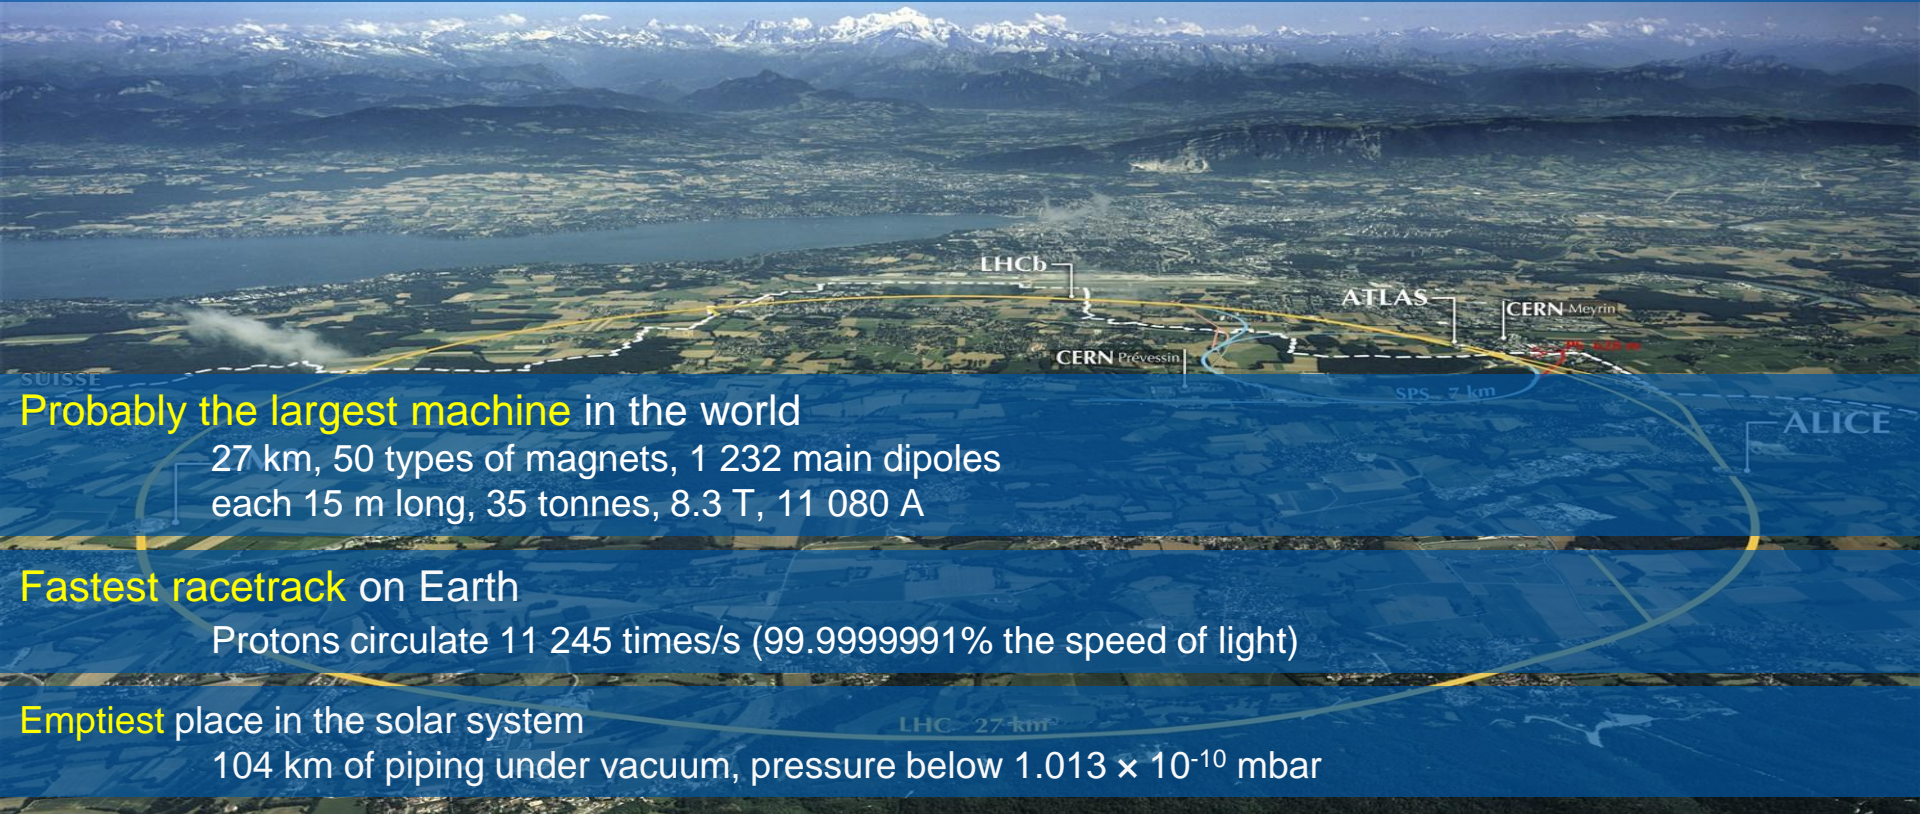 LHCb
ATLAS
CERN Meyrin
CERN Prévessin
SUISSE
SPS 7 km
Probably the largest machine in the world
ALICE
27 km, 50 types of magnets, 1 232 main dipoles
each 15 m long, 35 tonnes, 8.3 T, 11 080 A
Fastest racetrack on Earth
Protons circulate 11 245 times/s (99.9999991% the speed of light)
Emptiest place in the solar system
LHC 27 km
104 km of piping under vacuum, pressure below 1.013 × 10⁻¹⁰ mbar